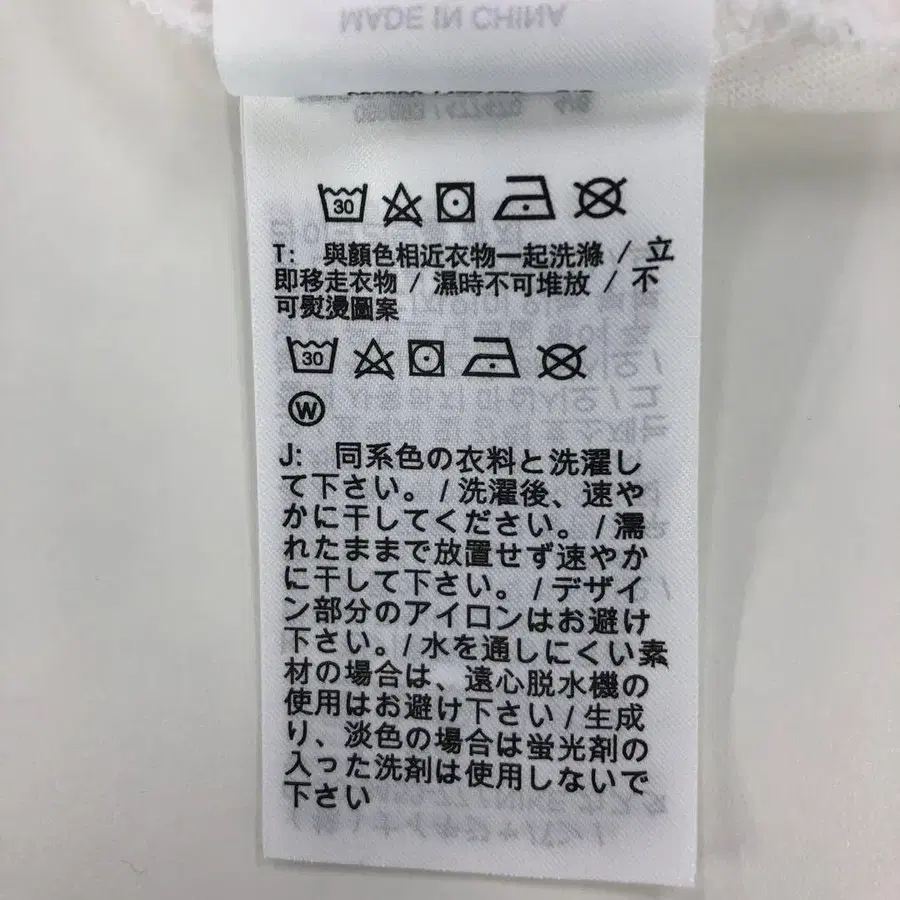 MADE IN CHINA
30
T: 與顏色相近衣物一起洗滌 / 立
即移走衣物 / 濕時不可堆放 / 不
可熨燙圖案
30
W
J: 同系色の衣料と洗濯し
て下さい。/ 洗濯後、速や
かに干してください。/ 濡
れたままで放置せず速やか
に干して下さい。/ デザイ
ン部分のアイロンはお避け
下さい。/ 水を通しにくい素
材の場合は、遠心脱水機の
使用はお避け下さい / 生成
り、淡色の場合は蛍光剤の
入った洗剤は使用しないで
下さい